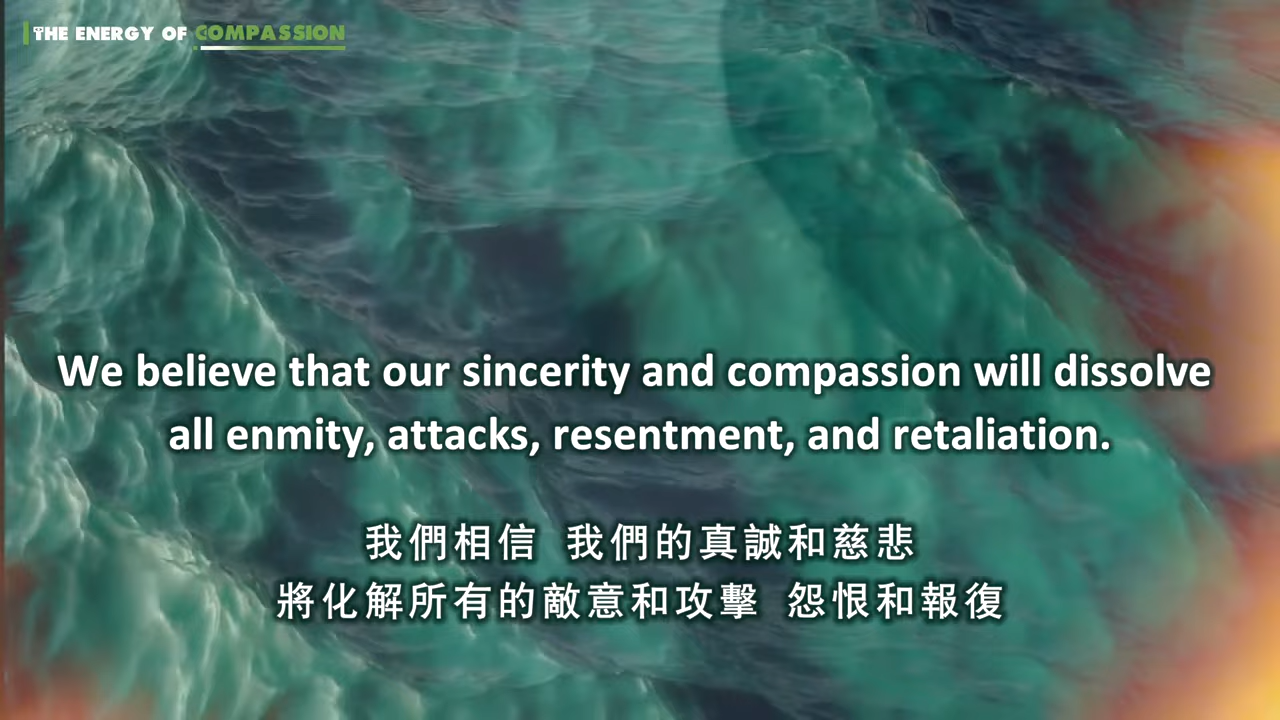 THE ENERGY OF COMPASSION
We believe that our sincerity and compassion will dissolve
all enmity, attacks, resentment, and retaliation.
我們相信 我們的真誠和慈悲
將化解所有的敵意和攻擊 怨恨和報復